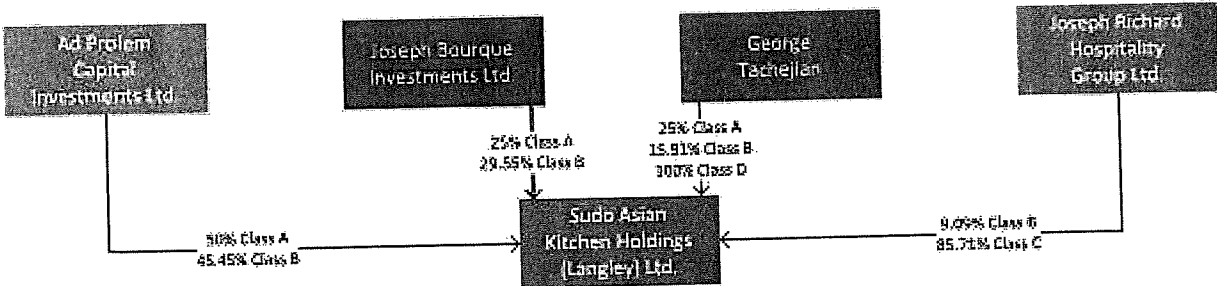 Ad Prolem
Capital
Investments Ltd
Joseph Bourque
Investments Ltd
George
Tachejian
Joseph Richard
Hospitality
Group Ltd.
25% Class A
29.55% Class B
25% Class A
15.91% Class B
100% Class D
50% Class A
45.45% Class B
Sudo Asian
Kitchen Holdings
(Langley) Ltd.
9.09% Class B
85.71% Class C